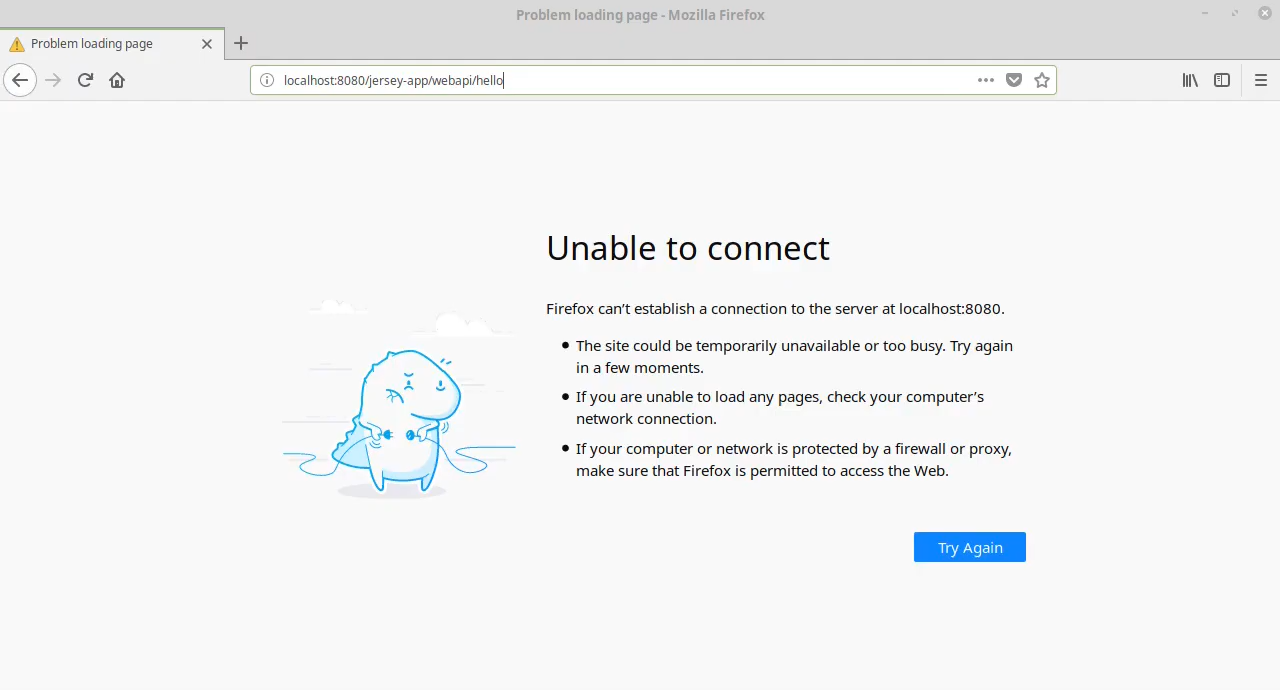 Problem loading page - Mozilla Firefox
Problem loading page
localhost:8080/jersey-app/webapi/hello
Unable to connect
Firefox can’t establish a connection to the server at localhost:8080.
The site could be temporarily unavailable or too busy. Try again
in a few moments.
If you are unable to load any pages, check your computer’s
network connection.
If your computer or network is protected by a firewall or proxy,
make sure that Firefox is permitted to access the Web.
Try Again